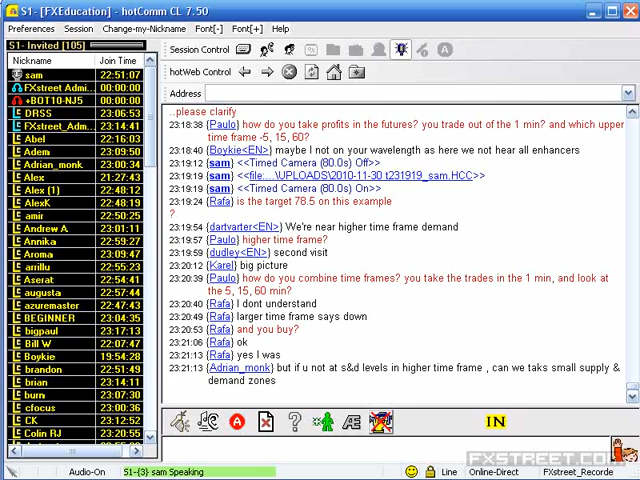 S1- [FXEducation] - hotComm CL 7.50
Preferences Session Change-my-Nickname Font[-] Font[+] Help
S1- Invited [105]
Session Control
Nickname Join Time
sam 22:51:07
hotWeb Control
FXstreet Admi... 00:00:00
+BOT10-NJ5 00:00:00
Address
DRSS 23:06:53
FXstreet_Adm... 23:14:41
Abel 22:16:03
Adem 23:09:50
Adrian_monk 23:00:34
Alex 23:27:43
Alex (1) 22:48:12
AlexK 22:48:19
amir 22:50:25
Andrew A 23:01:11
Annika 22:59:27
Aroma 23:09:47
arrillu 22:55:23
Aserat 22:54:41
augusta 22:57:42
azuremaster 22:47:43
BEGINNER 23:04:35
bigpaul 23:17:13
Bill W 22:07:47
Boykie 19:54:28
brandon 22:51:49
brian 23:14:11
burn 23:07:30
cfocus 23:00:36
CK 23:12:52
Colin RJ 23:20:55
..please clarify
23:18:38 {Paulo} how do you take profits in the futures? you trade out of the 1 min? and which upper
time frame -5, 15, 60?
23:18:40 {Boykie<EN>} maybe I not on your wavelength as here we not hear all enhancers
23:19:12 {sam} <<Timed Camera (80.0s) Off>>
23:19:19 {sam} <<file:...\UPLOADS\2010-11-30 t231919_sam.HCC>>
23:19:19 {sam} <<Timed Camera (80.0s) On>>
23:19:24 {Rafa} is the target 78.5 on this example
?
23:19:54 {dartvarter<EN>} We're near higher time frame demand
23:19:57 {Paulo} higher time frame?
23:19:59 {dudley<EN>} second visit
23:20:12 {Karel} big picture
23:20:13 {Paulo} how do you combine time frames? you take the trades in the 1 min, and look at
the 5, 15, 60 min?
23:20:40 {Rafa} I dont understand
23:20:49 {Rafa} larger time frame says down
23:20:53 {Rafa} and you buy?
23:21:06 {Rafa} ok
23:21:13 {Rafa} yes I was
23:21:13 {Adrian_monk} but if u not at s&d levels in higher time frame , can we taks small supply &
demand zones
IN
Audio-On S1-{3} sam Speaking Line Online-Direct FXstreet_Recorde
FXSTREET.COM